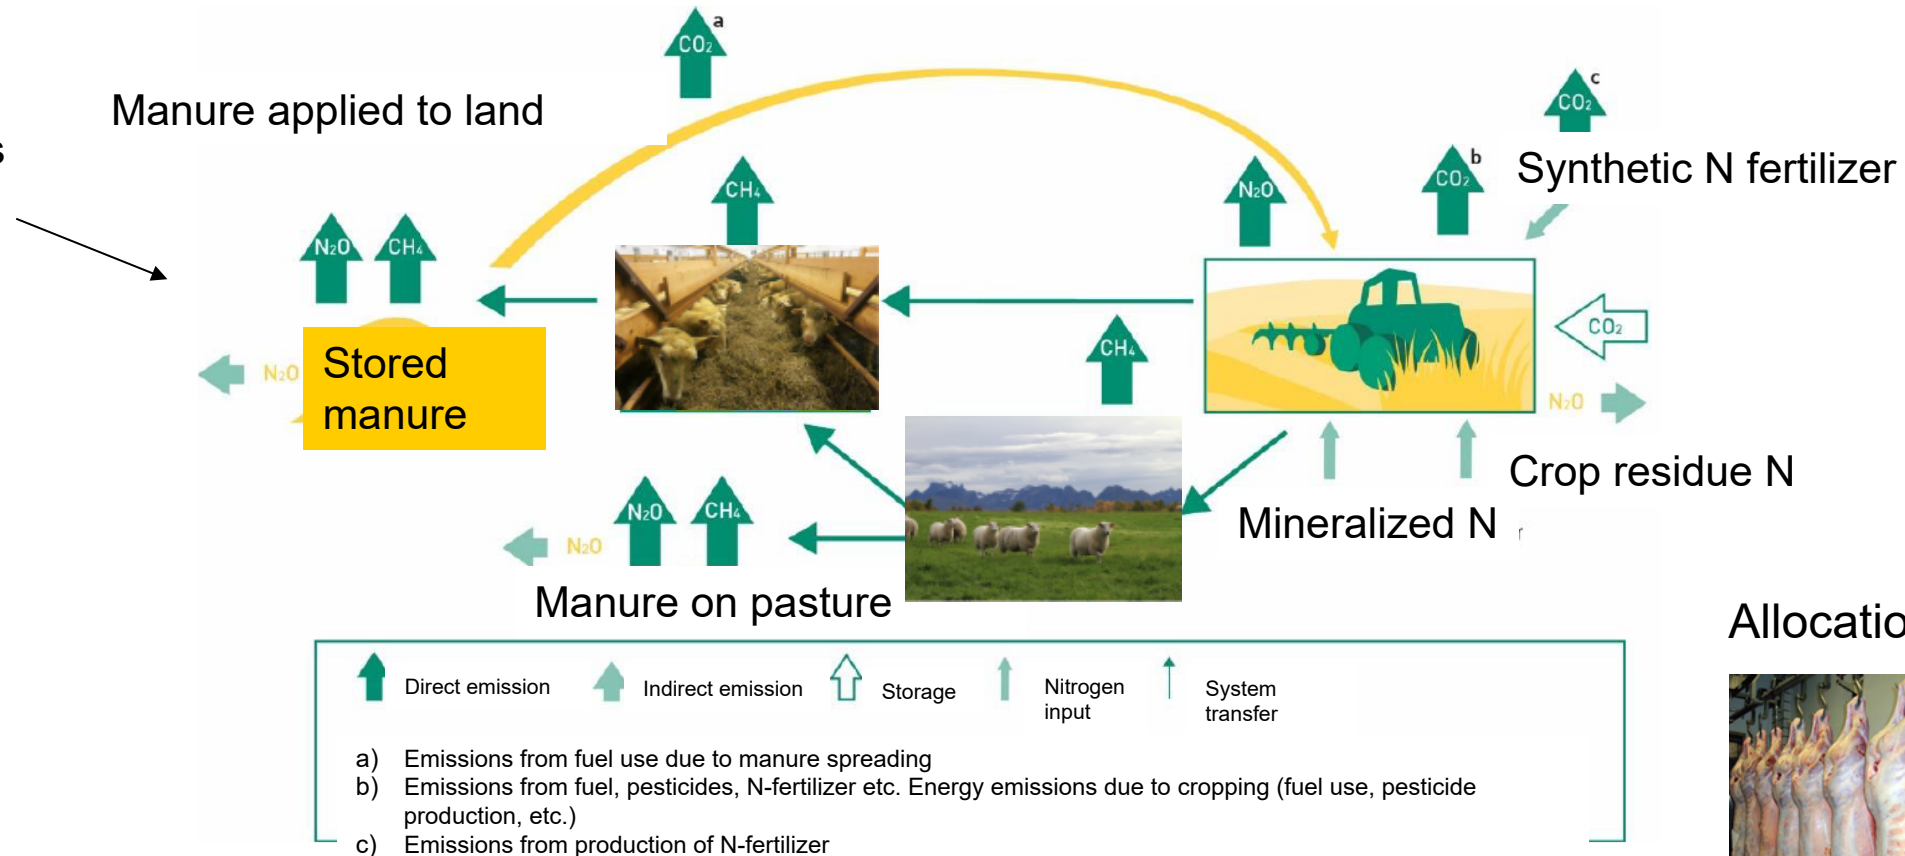 a
CO₂
c
CO₂
Manure applied to land
s
b
CO₂
Synthetic N fertilizer
CH₄
N₂O
N₂O
CH₄
CO₂
CH₄
Stored
manure
N₂O
N₂O
Crop residue N
Mineralized N
N₂O
CH₄
N₂O
Manure on pasture
Allocatio
Direct emission
Indirect emission
Storage
Nitrogen
input
System
transfer
a) Emissions from fuel use due to manure spreading
b) Emissions from fuel, pesticides, N-fertilizer etc. Energy emissions due to cropping (fuel use, pesticide
production, etc.)
c) Emissions from production of N-fertilizer